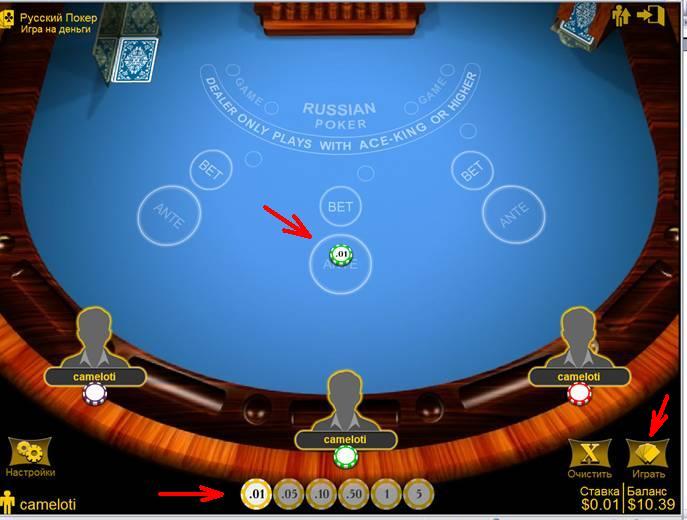 Русский Покер
Игра на деньги
GAME
GAME
RUSSIAN
POKER
DEALER ONLY PLAYS WITH ACE-KING OR HIGHER
BET
BET
BET
ANTE
ANTE
.01
ANTE
cameloti
cameloti
cameloti
Настройки
Очистить
Играть
Ставка
Баланс
$0.01
$10.39
cameloti
.01
.05
.10
.50
1
5
X